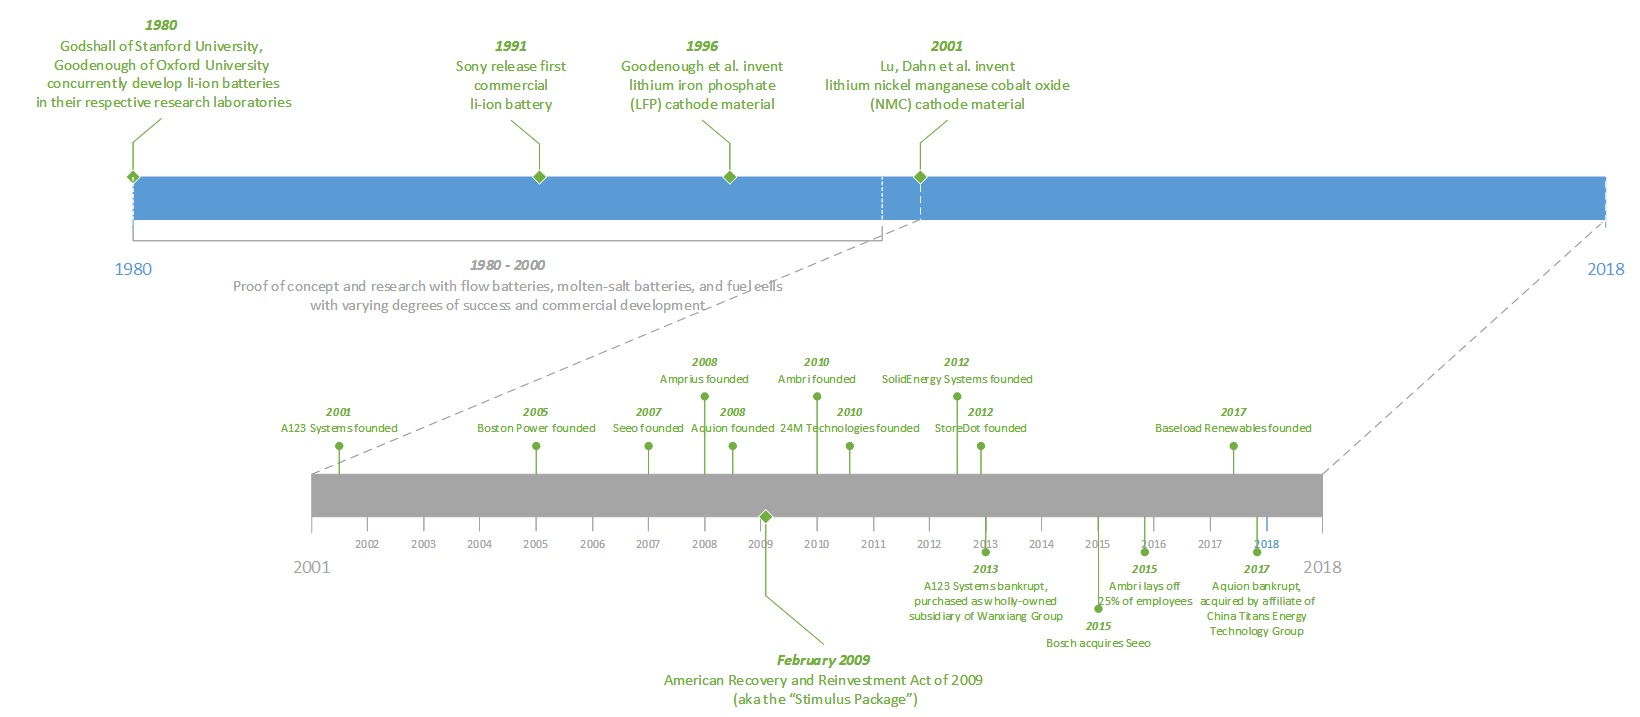 1980
Godshall of Stanford University,
Goodenough of Oxford University
concurrently develop li-ion batteries
in their respective research laboratories
1991
Sony release first
commercial
li-ion battery
1996
Goodenough et al. invent
lithium iron phosphate
(LFP) cathode material
2001
Lu, Dahn et al. invent
lithium nickel manganese cobalt oxide
(NMC) cathode material
1980
2018
1980 - 2000
Proof of concept and research with flow batteries, molten-salt batteries, and fuel cells
with varying degrees of success and commercial development
2008
Amprius founded
2010
Ambri founded
2012
SolidEnergy Systems founded
2001
A123 Systems founded
2005
Boston Power founded
2007
Seeo founded
2008
Aquion founded
2010
24M Technologies founded
2012
StoreDot founded
2017
Baseload Renewables founded
2002 2003 2004 2005 2006 2007 2008 2009 2010 2011 2012 2013 2014 2015 2016 2017 2018
2001
2018
2013
A123 Systems bankrupt,
purchased as wholly-owned
subsidiary of Wanxiang Group
2015
Ambri lays off
25% of employees
2017
Aquion bankrupt,
acquired by affiliate of
China Titans Energy
Technology Group
2015
Bosch acquires Seeo
February 2009
American Recovery and Reinvestment Act of 2009
(aka the “Stimulus Package”)